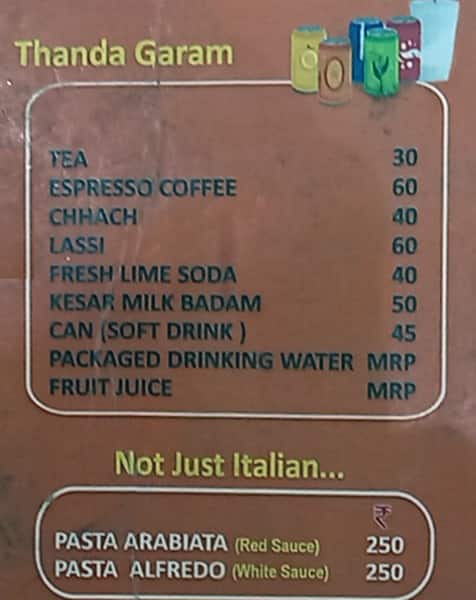 Thanda Garam
TEA 30
ESPRESSO COFFEE 60
CHHACH 40
LASSI 60
FRESH LIME SODA 40
KESAR MILK BADAM 50
CAN (SOFT DRINK ) 45
PACKAGED DRINKING WATER MRP
FRUIT JUICE MRP
Not Just Italian...
₹
PASTA ARABIATA (Red Sauce) 250
PASTA ALFREDO (White Sauce) 250